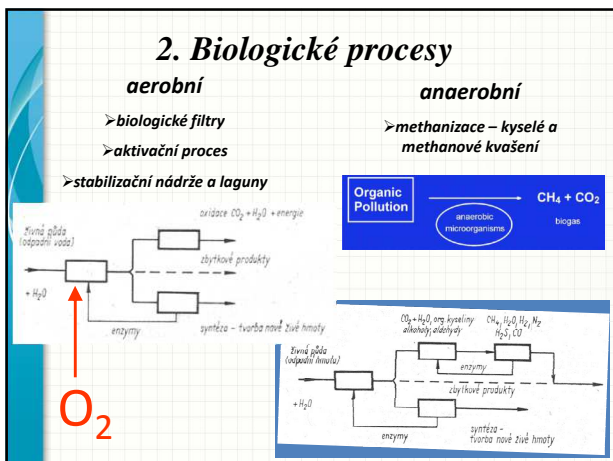 2. Biologické procesy
aerobní
➢biologické filtry
➢aktivační proces
➢stabilizační nádrže a laguny
anaerobní
➢methanizace – kyselé a
methanové kvašení
Organic
Pollution
anaerobic
microorganisms
CH4 + CO2
biogas
oxidace CO2 + H2O + energie
živná půda
(odpadní voda)
zbytkové produkty
+ H2O
enzymy
syntéza - tvorba nové živé hmoty
O2
CO2 + H2O, org. kyseliny
alkoholy, aldehydy
CH4, H2O, H2, N2
H2S, CO
živná půda
(odpadní hmota)
enzymy
zbytkové produkty
+ H2O
enzymy
syntéza -
tvorba nové živé hmoty